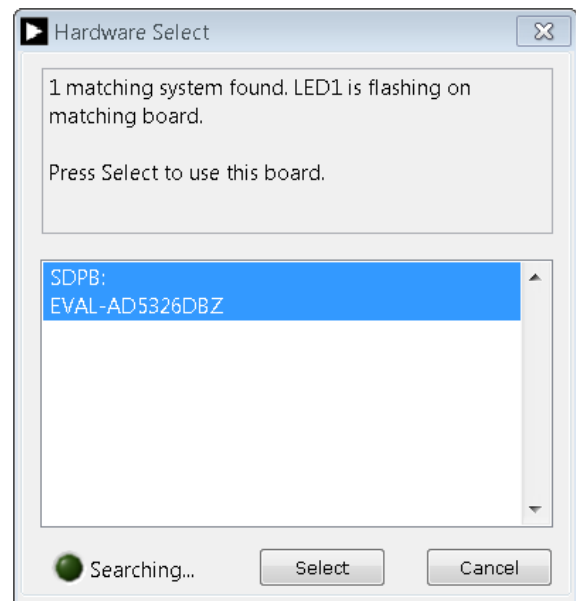 Hardware Select
1 matching system found. LED1 is flashing on
matching board.
Press Select to use this board.
SDPB:
EVAL-AD5326DBZ
Searching...
Select
Cancel